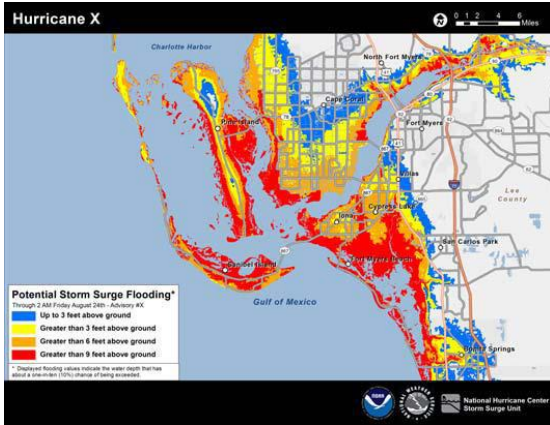 Hurricane X
0 1 2 4 6
Miles
Charlotte Harbor
North Fort Myers
Cape Coral
Fort Myers
Pine Island
Villas
Lee
County
Cypress Lake
Iona
San Carlos Park
Sanibel Island
Fort Myers Beach
Gulf of Mexico
Bonita Springs
Potential Storm Surge Flooding*
Through 2 AM Friday August 24th - Advisory #X
Up to 3 feet above ground
Greater than 3 feet above ground
Greater than 6 feet above ground
Greater than 9 feet above ground
* Displayed flooding values indicate the water depth that has
about a one-in-ten (10%) chance of being exceeded.
NOAA
National Hurricane Center
Storm Surge Unit